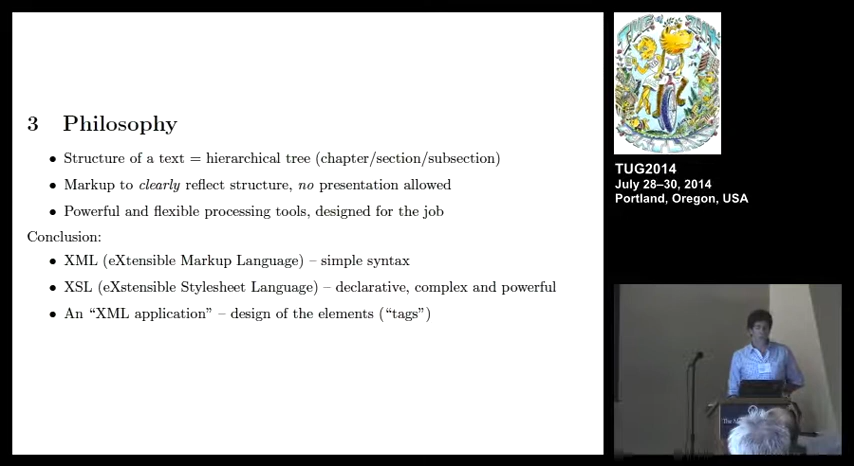 3 Philosophy
• Structure of a text = hierarchical tree (chapter/section/subsection)
• Markup to clearly reflect structure, no presentation allowed
• Powerful and flexible processing tools, designed for the job
Conclusion:
• XML (eXtensible Markup Language) – simple syntax
• XSL (eXstensible Stylesheet Language) – declarative, complex and powerful
• An “XML application” – design of the elements (“tags”)
TUG2014
July 28–30, 2014
Portland, Oregon, USA